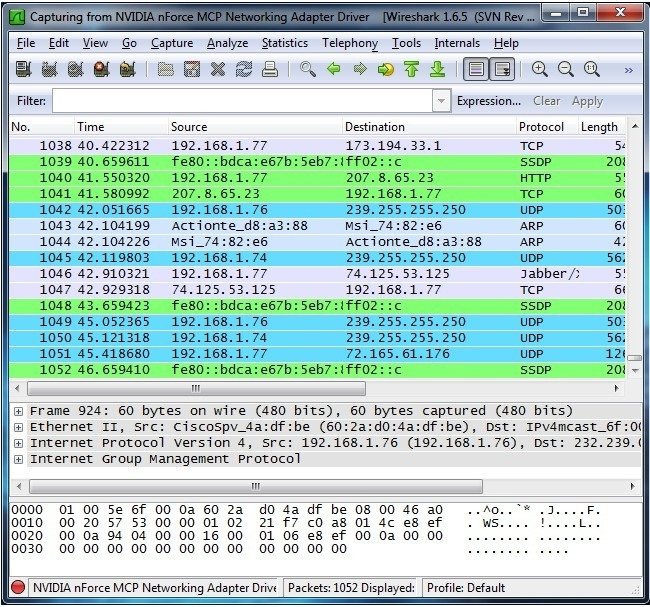 Capturing from NVIDIA nForce MCP Networking Adapter Driver [Wireshark 1.6.5 (SVN Rev ...
File Edit View Go Capture Analyze Statistics Telephony Tools Internals Help
Filter: Expression... Clear Apply
No. Time Source Destination Protocol Length
1038 40.422312 192.168.1.77 173.194.33.1 TCP 54
1039 40.659611 fe80::bdca:e67b:5eb7: ff02::c SSDP 208
1040 41.550320 192.168.1.77 207.8.65.23 HTTP 55
1041 41.580992 207.8.65.23 192.168.1.77 TCP 60
1042 42.051665 192.168.1.76 239.255.255.250 UDP 503
1043 42.104199 Actionte_d8:a3:88 Msi_74:82:e6 ARP 60
1044 42.104226 Msi_74:82:e6 Actionte_d8:a3:88 ARP 42
1045 42.119803 192.168.1.74 239.255.255.250 UDP 562
1046 42.910321 192.168.1.77 74.125.53.125 Jabber/ 55
1047 42.929318 74.125.53.125 192.168.1.77 TCP 66
1048 43.659423 fe80::bdca:e67b:5eb7: ff02::c SSDP 208
1049 45.052365 192.168.1.76 239.255.255.250 UDP 503
1050 45.121318 192.168.1.74 239.255.255.250 UDP 562
1051 45.418680 192.168.1.77 72.165.61.176 UDP 126
1052 46.659410 fe80::bdca:e67b:5eb7: ff02::c SSDP 208
Frame 924: 60 bytes on wire (480 bits), 60 bytes captured (480 bits)
Ethernet II, Src: CiscoSpv_4a:df:be (60:2a:d0:4a:df:be), Dst: IPv4mcast_6f:00
Internet Protocol Version 4, Src: 192.168.1.76 (192.168.1.76), Dst: 232.239.0
Internet Group Management Protocol
0000 01 00 5e 6f 00 0a 60 2a d0 4a df be 08 00 46 a0 ..^o..`* .J....F.
0010 00 20 57 53 00 00 01 02 21 f7 c0 a8 01 4c e8 ef . WS.... !....L..
0020 00 0a 94 04 00 00 16 00 01 06 e8 ef 00 0a 00 00 ........ ........
0030 00 00 00 00 00 00 00 00 00 00 00 00 ........ ....
NVIDIA nForce MCP Networking Adapter Drive Packets: 1052 Displayed: Profile: Default